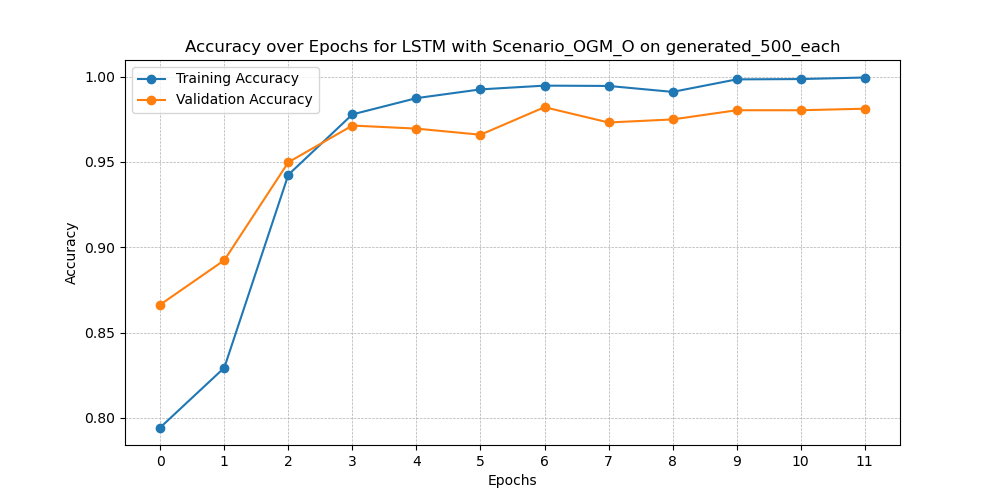 Accuracy over Epochs for LSTM with Scenario_OGM_O on generated_500_each
Training Accuracy
Validation Accuracy
1.00
0.95
0.90
0.85
0.80
Accuracy
0 1 2 3 4 5 6 7 8 9 10 11
Epochs